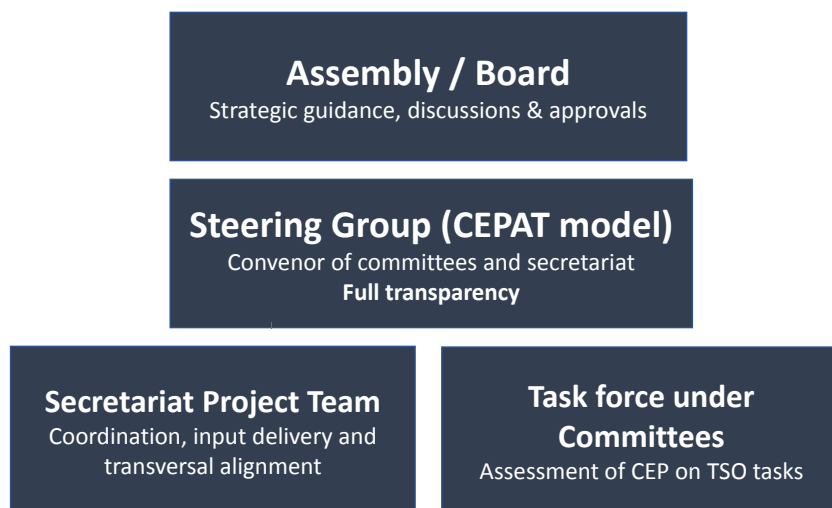 Assembly / Board
Strategic guidance, discussions & approvals
Steering Group (CEPAT model)
Convenor of committees and secretariat
Full transparency
Secretariat Project Team
Coordination, input delivery and
transversal alignment
Task force under
Committees
Assessment of CEP on TSO tasks